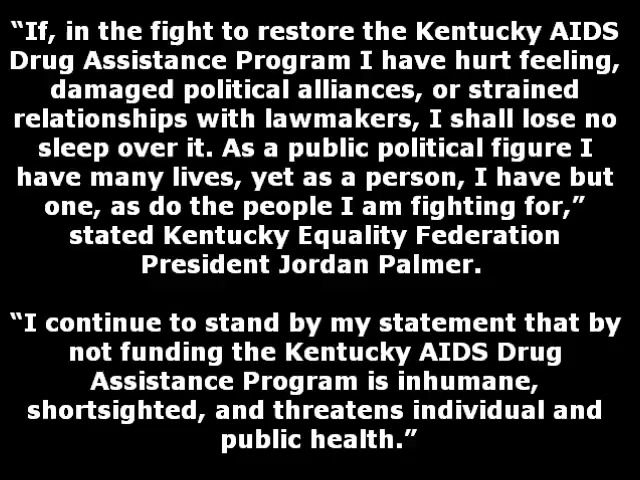 “If, in the fight to restore the Kentucky AIDS
Drug Assistance Program I have hurt feeling,
damaged political alliances, or strained
relationships with lawmakers, I shall lose no
sleep over it. As a public political figure I
have many lives, yet as a person, I have but
one, as do the people I am fighting for,”
stated Kentucky Equality Federation
President Jordan Palmer.
“I continue to stand by my statement that by
not funding the Kentucky AIDS Drug
Assistance Program is inhumane,
shortsighted, and threatens individual and
public health.”